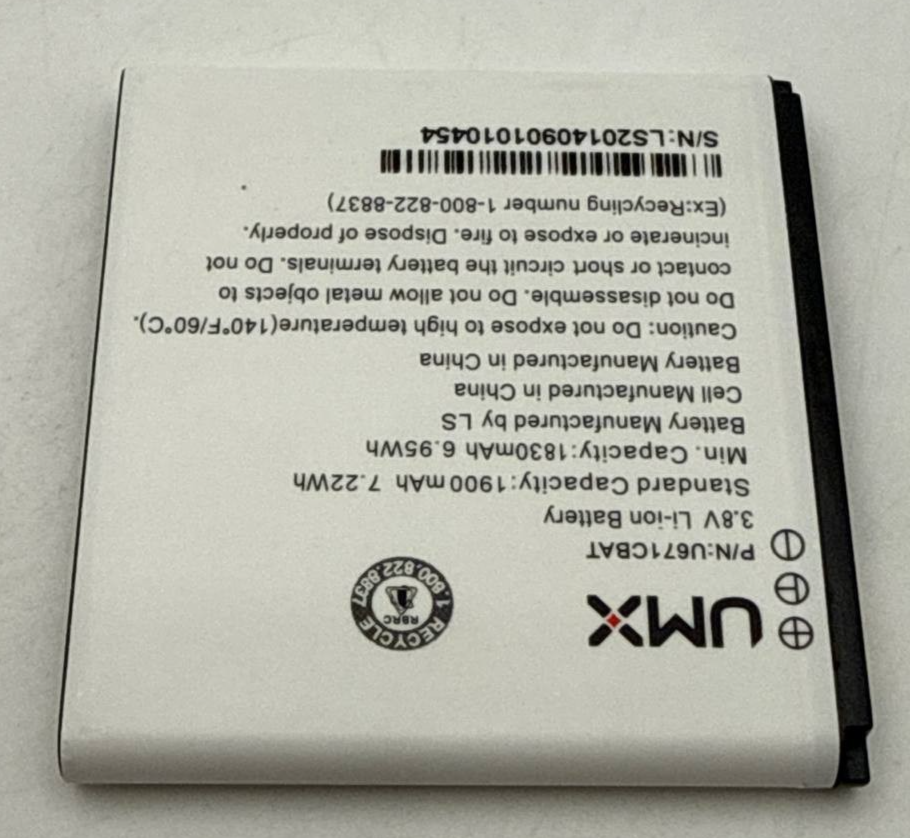 UMX
RECYCLE
RBRC
1.800.822.8837
P/N:U671CBAT
3.8V Li-ion Battery
Standard Capacity:1900mAh 7.22Wh
Min. Capacity:1830mAh 6.95Wh
Battery Manufactured by LS
Cell Manufactured in China
Battery Manufactured in China
Caution: Do not expose to high temperature(140°F/60°C).
Do not disassemble. Do not allow metal objects to
contact or short circuit the battery terminals. Do not
incinerate or expose to fire. Dispose of properly.
(Ex:Recycling number 1-800-822-8837)
S/N:LS20140901010454